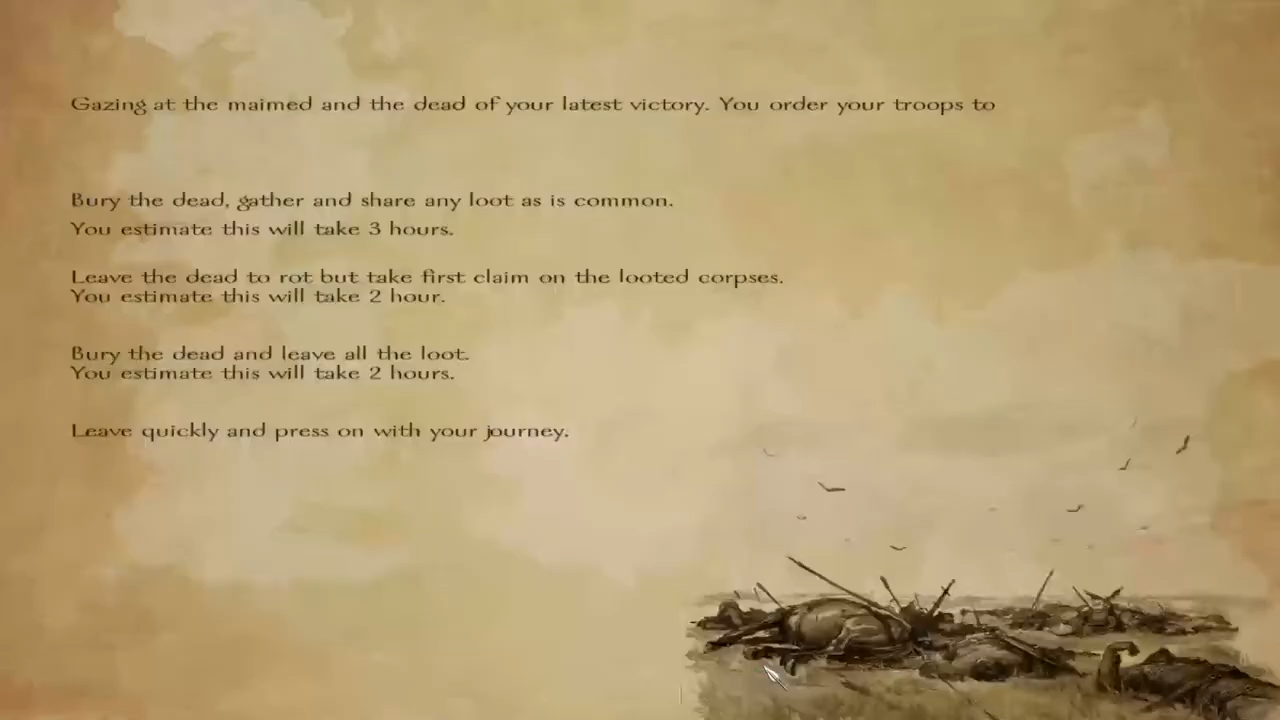 Gazing at the maimed and the dead of your latest victory. You order your troops to
Bury the dead, gather and share any loot as is common.
You estimate this will take 3 hours.
Leave the dead to rot but take first claim on the looted corpses.
You estimate this will take 2 hour.
Bury the dead and leave all the loot.
You estimate this will take 2 hours.
Leave quickly and press on with your journey.